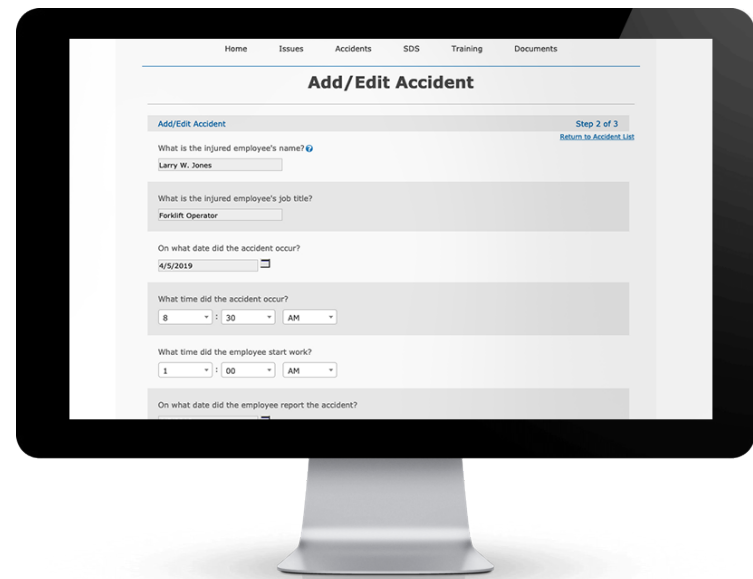 Home Issues Accidents SDS Training Documents
Add/Edit Accident
Add/Edit Accident Step 2 of 3
Return to Accident List
What is the injured employee's name?
Larry W. Jones
What is the injured employee's job title?
Forklift Operator
On what date did the accident occur?
4/5/2019
What time did the accident occur?
8 : 30 AM
What time did the employee start work?
1 : 00 AM
On what date did the employee report the accident?